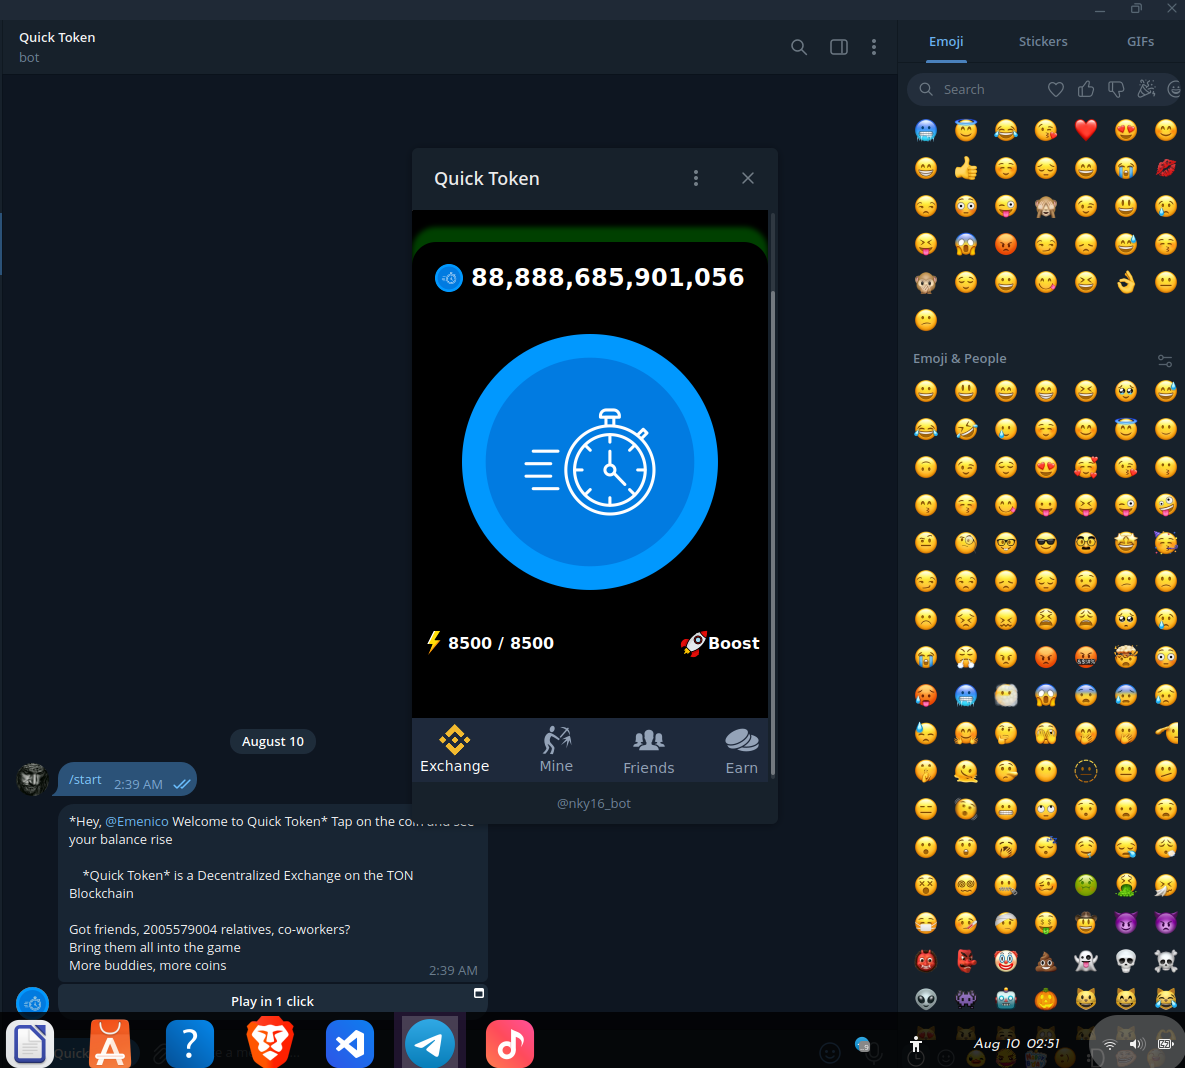 Quick Token
bot
Emoji
Stickers
GIFs
Search
Quick Token
88,888,685,901,056
8500 / 8500
Boost
Exchange
Mine
Friends
Earn
@nky16_bot
Emoji & People
August 10
/start
2:39 AM
*Hey, @Emenico Welcome to Quick Token* Tap on the coin and see
your balance rise
*Quick Token* is a Decentralized Exchange on the TON
Blockchain
Got friends, 2005579004 relatives, co-workers?
Bring them all into the game
More buddies, more coins
2:39 AM
Play in 1 click
Quick
Aug 10 02:51